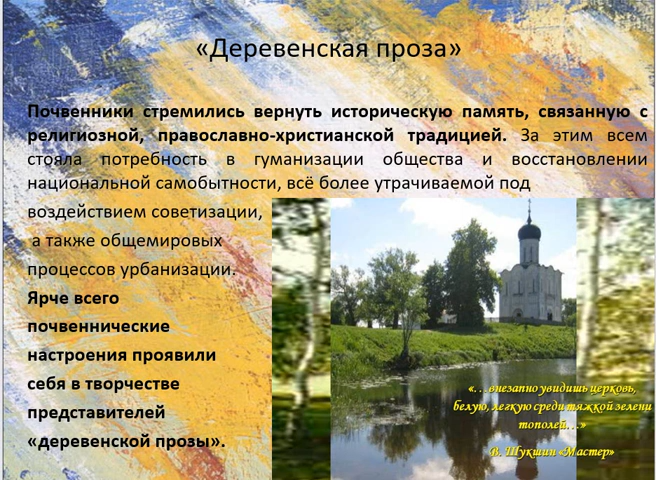 «Деревенская проза»
Почвенники стремились вернуть историческую память, связанную с
религиозной, православно-христианской традицией. За этим всем
стояла потребность в гуманизации общества и восстановлении
национальной самобытности, всё более утрачиваемой под
воздействием советизации,
а также общемировых
процессов урбанизации.
Ярче всего
почвеннические
настроения проявили
себя в творчестве
представителей
«деревенской прозы».
«…внезапно увидишь церковь,
белую, легкую среди тяжкой зелени
тополей…»
В. Шукшин «Мастер»